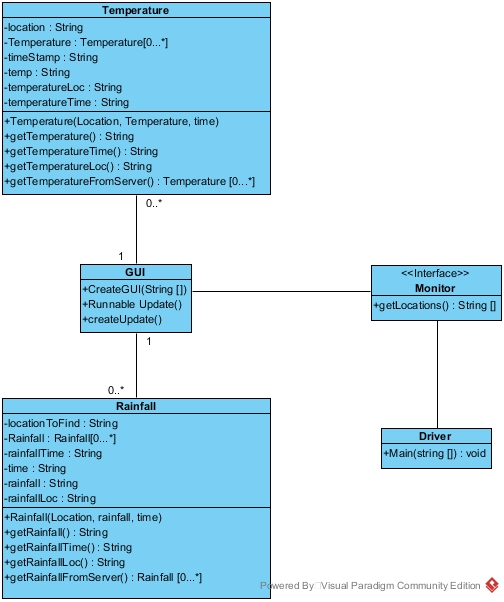 Temperature
-location : String
-Temperature : Temperature[0...*]
-timeStamp : String
-temp : String
-temperatureLoc : String
-temperatureTime : String
+Temperature(Location, Temperature, time)
+getTemperature() : String
+getTemperatureTime() : String
+getTemperatureLoc() : String
+getTemperatureFromServer() : Temperature [0...*]
0..*
1
GUI
+CreateGUI(String [])
+Runnable Update()
+createUpdate()
<<Interface>>
Monitor
+getLocations() : String []
1
0..*
Rainfall
-locationToFind : String
-Rainfall : Rainfall[0...*]
-rainfallTime : String
-time : String
-rainfall : String
-rainfallLoc : String
+Rainfall(Location, rainfall, time)
+getRainfall() : String
+getRainfallTime() : String
+getRainfallLoc() : String
+getRainfallFromServer() : Rainfall [0...*]
Driver
+Main(string []) : void
Powered By Visual Paradigm Community Edition